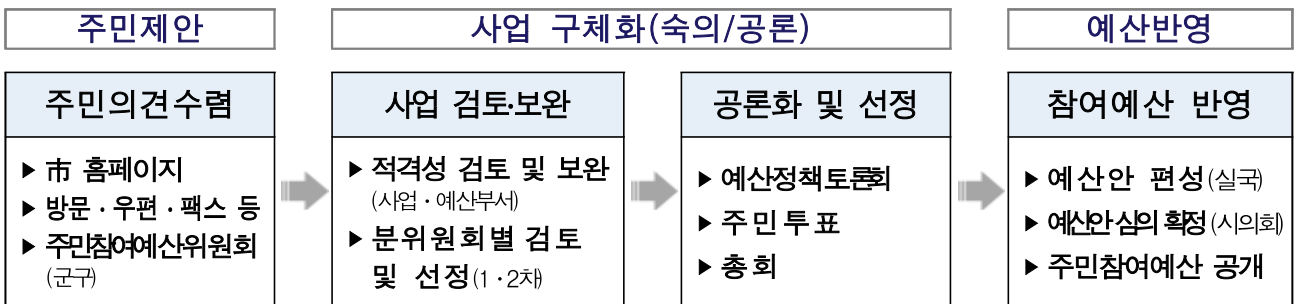 주민제안
사업 구체화(숙의/공론)
예산반영
주민의견수렴
▶ 市 홈페이지
▶ 방문·우편·팩스 등
▶ 주민참여예산위원회
(군구)
사업 검토·보완
▶ 적격성 검토 및 보완
(사업·예산부서)
▶ 분위원회별 검토
및 선정(1·2차)
공론화 및 선정
▶ 예산정책토론회
▶ 주민투표
▶ 총회
참여예산 반영
▶ 예산안 편성(실국)
▶ 예산안 심의 확정(시의회)
▶ 주민참여예산 공개